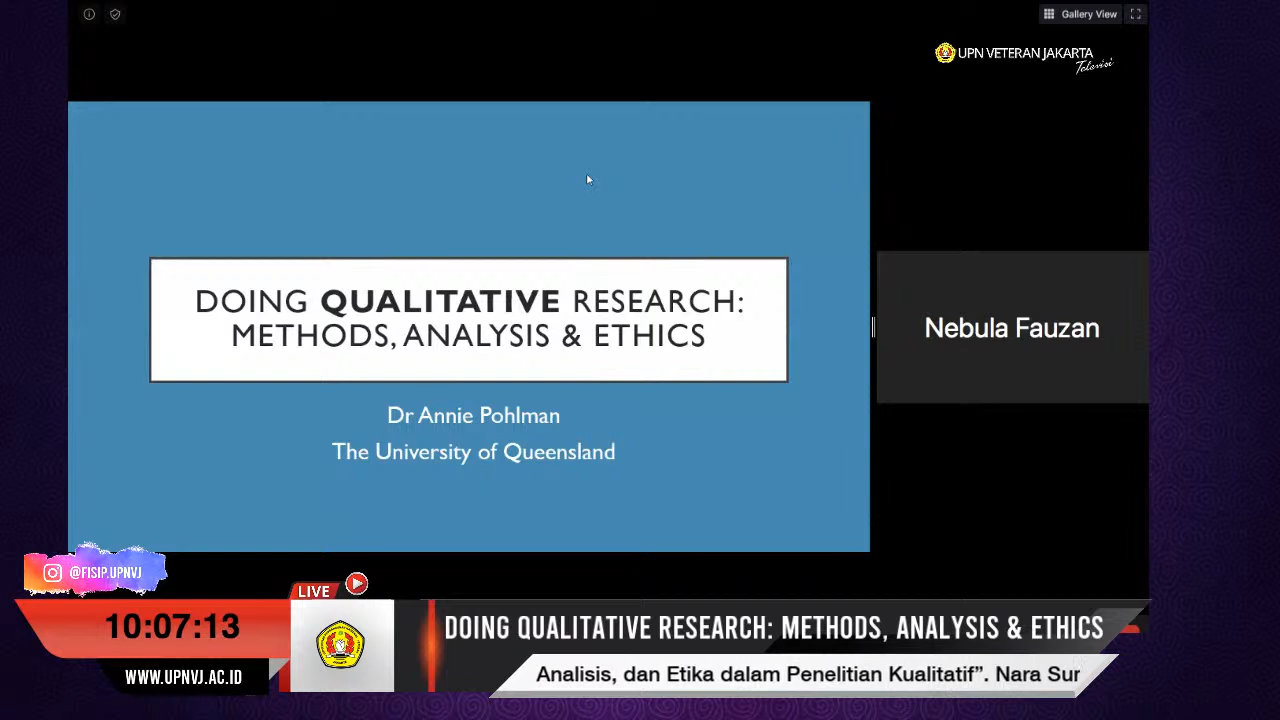 Gallery View
UPN VETERAN JAKARTA
Televisi
DOING QUALITATIVE RESEARCH:
METHODS, ANALYSIS & ETHICS
Dr Annie Pohlman
The University of Queensland
Nebula Fauzan
@FISIP.UPNVJ
LIVE
10:07:13
DOING QUALITATIVE RESEARCH: METHODS, ANALYSIS & ETHICS
WWW.UPNVJ.AC.ID
Analisis, dan Etika dalam Penelitian Kualitatif”. Nara Sur